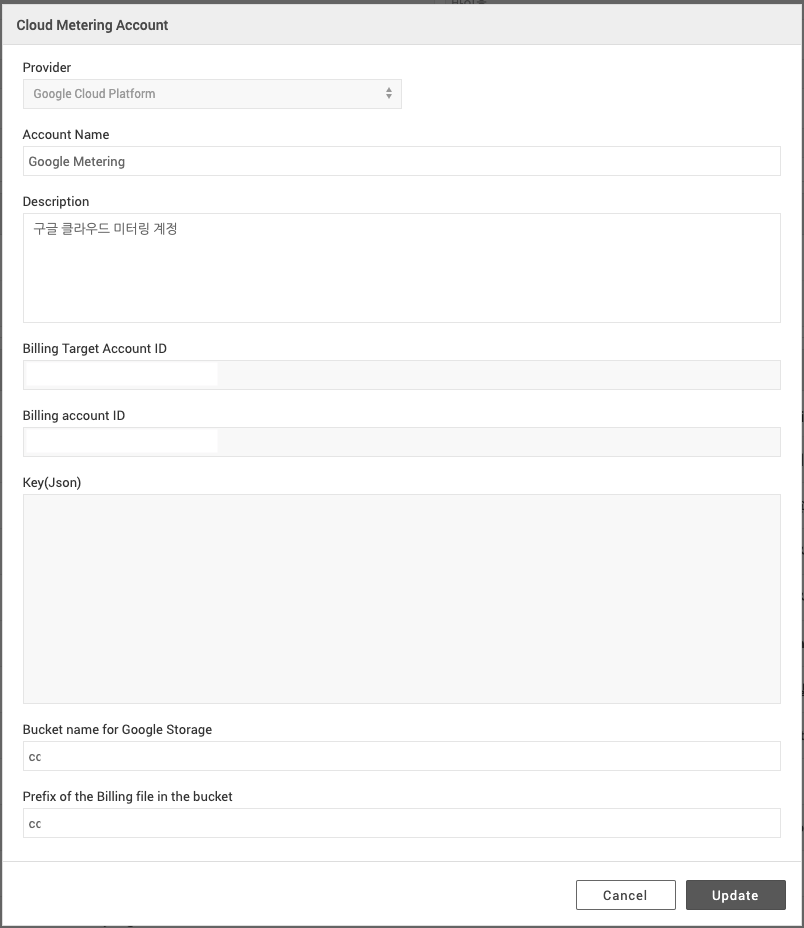 Cloud Metering Account
Provider
Google Cloud Platform
Account Name
Google Metering
Description
구글 클라우드 미터링 계정
Billing Target Account ID
Billing account ID
Key(Json)
Bucket name for Google Storage
cc
Prefix of the Billing file in the bucket
cc
Cancel
Update